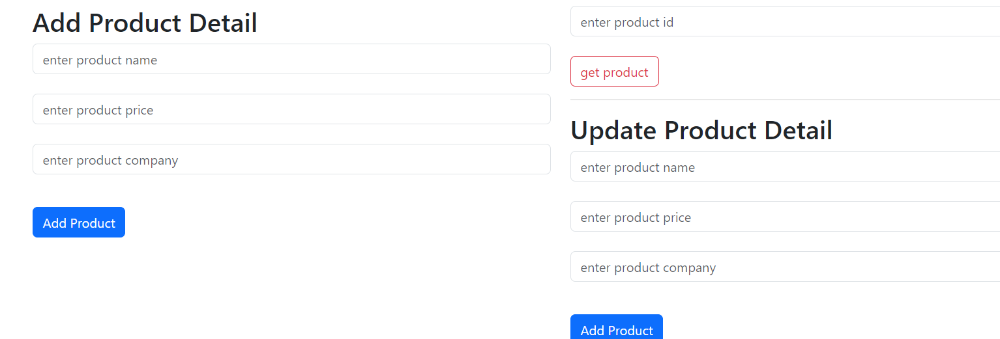 Add Product Detail
enter product name
enter product price
enter product company
Add Product
enter product id
get product
Update Product Detail
enter product name
enter product price
enter product company
Add Product